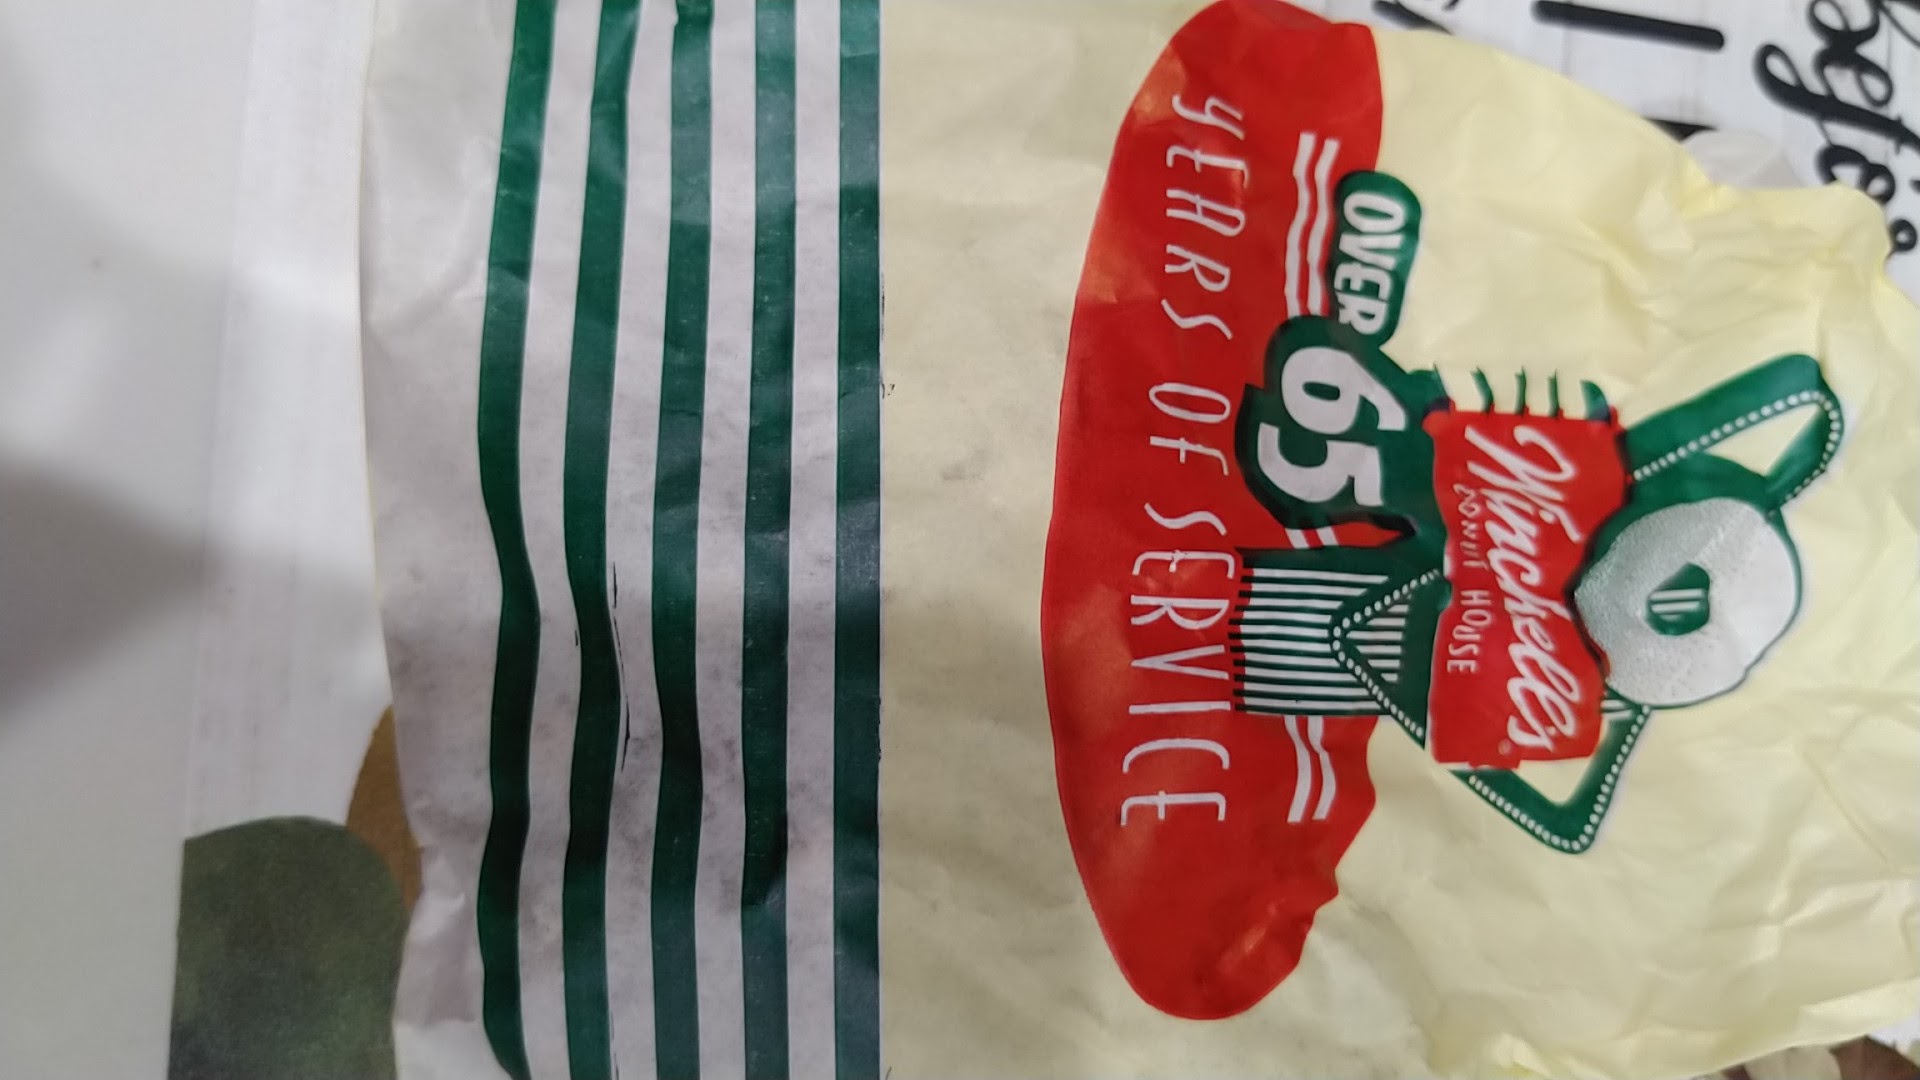 Winchell's
DONUT HOUSE
OVER
65
YEARS OF SERVICE